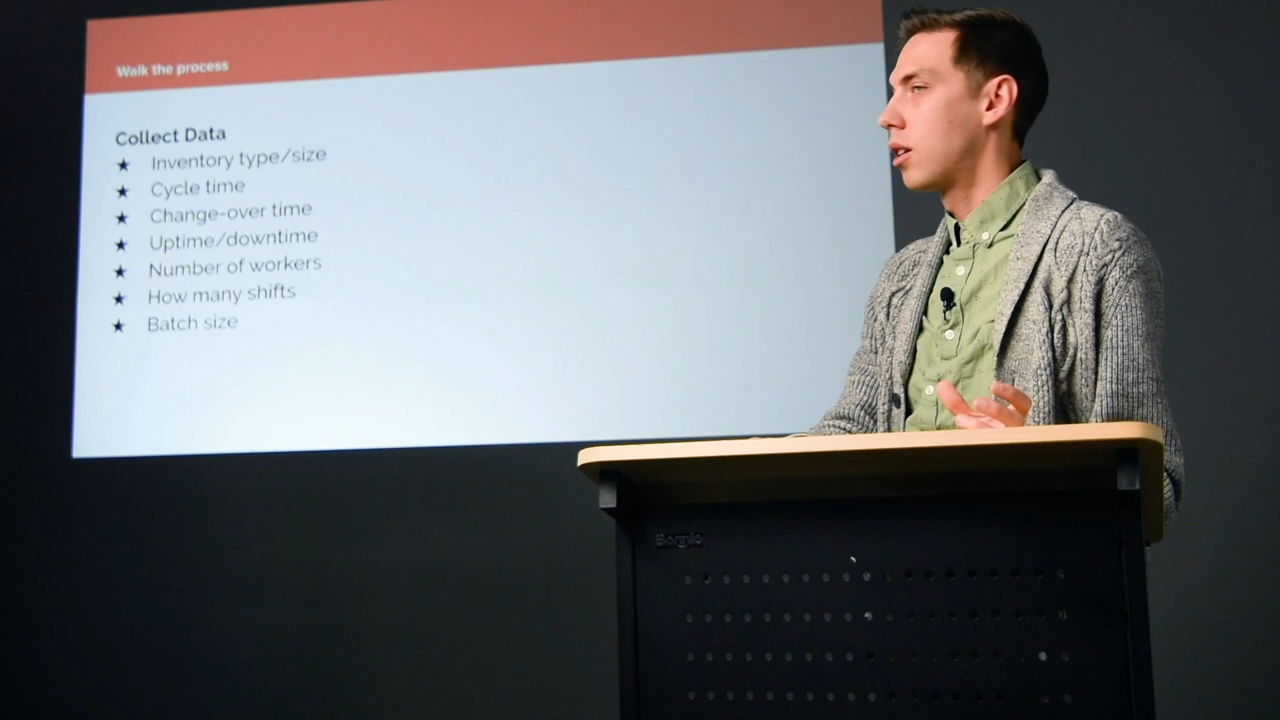 Walk the process
Collect Data
★ Inventory type/size
★ Cycle time
★ Change-over time
★ Uptime/downtime
★ Number of workers
★ How many shifts
★ Batch size